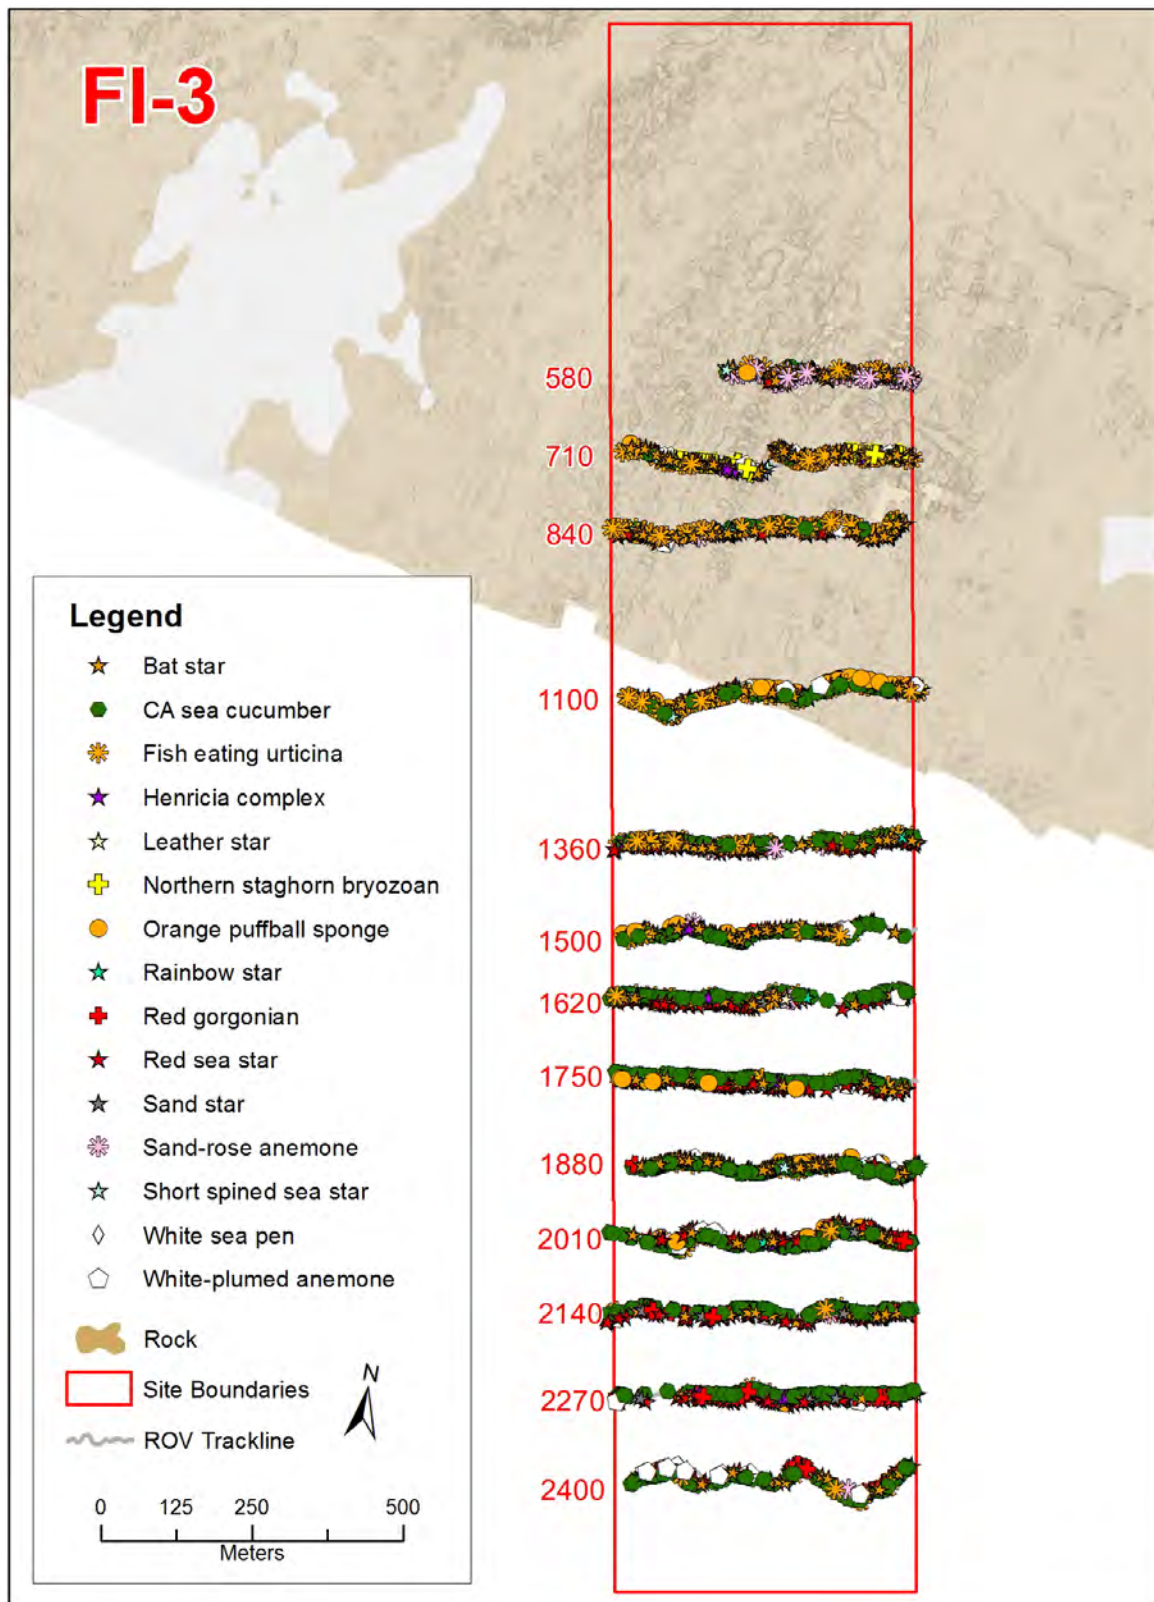 FI-3
580
710
840
1100
1360
1500
1620
1750
1880
2010
2140
2270
2400
Legend
Bat star
CA sea cucumber
Fish eating urticina
Henricia complex
Leather star
Northern staghorn bryozoan
Orange puffball sponge
Rainbow star
Red gorgonian
Red sea star
Sand star
Sand-rose anemone
Short spined sea star
White sea pen
White-plumed anemone
Rock
Site Boundaries
ROV Trackline
N
0 125 250 500
Meters